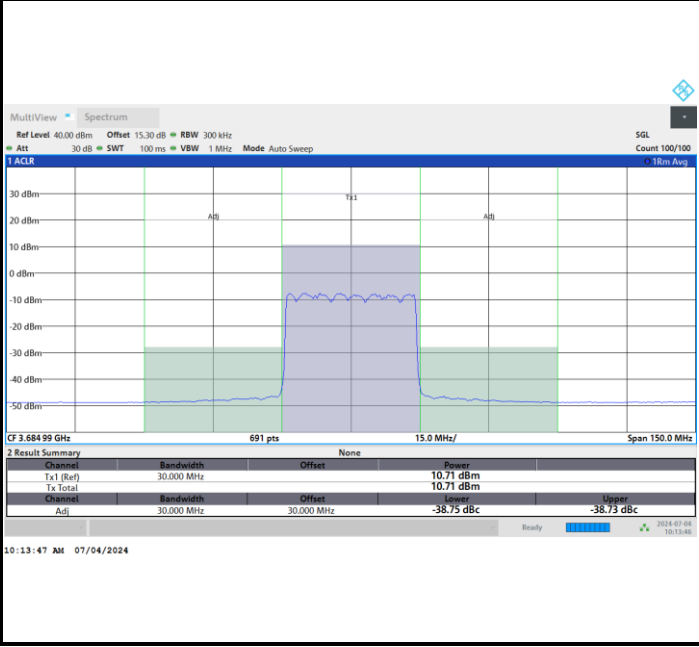 MultiView Spectrum
Ref Level 40.00 dBm Offset 15.30 dB RBW 300 kHz SGL
Att 30 dB SWT 100 ms VBW 1 MHz Mode Auto Sweep Count 100/100
1 ACLR 1Rm Avg
30 dBm
Tx1
20 dBm
Adj Adj
10 dBm
0 dBm
-10 dBm
-20 dBm
-30 dBm
-40 dBm
-50 dBm
CF 3.684 99 GHz 691 pts 15.0 MHz/ Span 150.0 MHz
2 Result Summary None
Channel Bandwidth Offset Power
Tx1 (Ref) 30.000 MHz 10.71 dBm
Tx Total 10.71 dBm
Channel Bandwidth Offset Lower Upper
Adj 30.000 MHz 30.000 MHz -38.75 dBc -38.73 dBc
Ready 2024-07-04
10:13:46
10:13:47 AM 07/04/2024